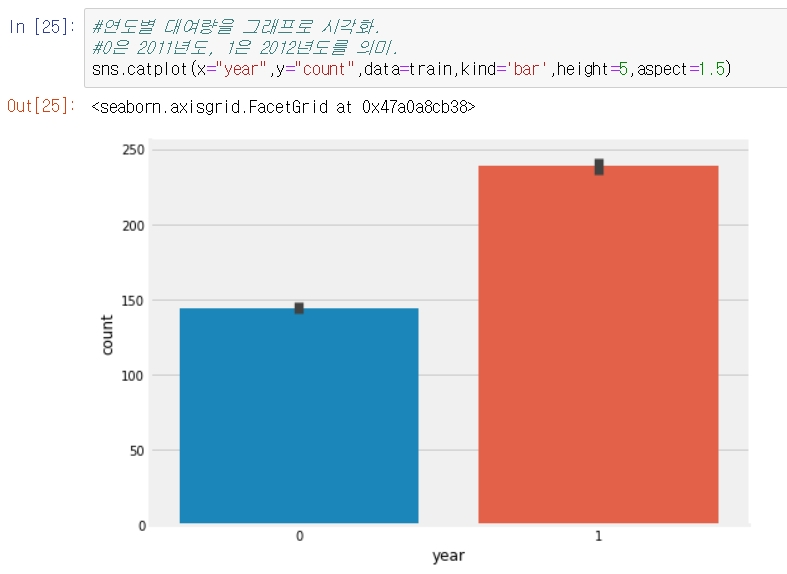 In [25]: #연도별 대여량을 그래프로 시각화.
#0은 2011년도, 1은 2012년도를 의미.
sns.catplot(x="year",y="count",data=train,kind='bar',height=5,aspect=1.5)
Out[25]: <seaborn.axisgrid.FacetGrid at 0x47a0a8cb38>
250
200
150
100
50
0
count
0 1
year